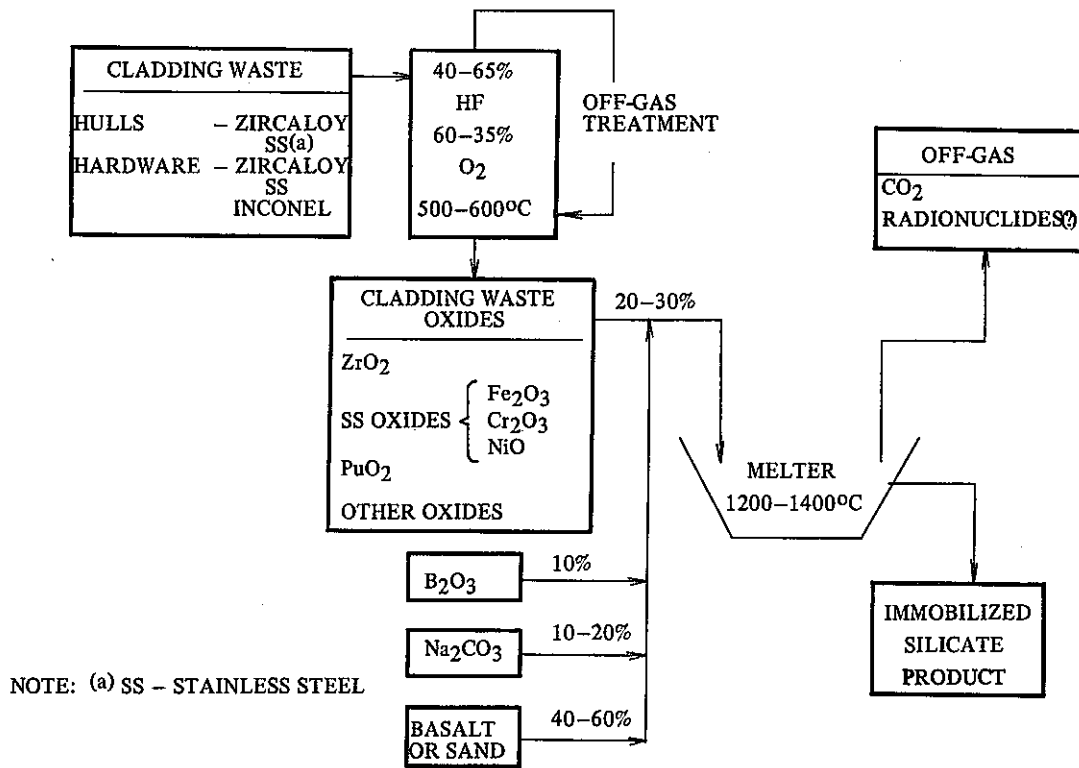 CLADDING WASTE
HULLS – ZIRCALOY
SS(a)
HARDWARE – ZIRCALOY
SS
INCONEL
40–65%
HF
60–35%
O2
500–600ºC
OFF-GAS
TREATMENT
OFF-GAS
CO2
RADIONUCLIDES(?)
CLADDING WASTE
OXIDES
ZrO2
SS OXIDES { Fe2O3
Cr2O3
NiO
PuO2
OTHER OXIDES
20–30%
MELTER
1200–1400ºC
B2O3
10%
Na2CO3
10–20%
BASALT
OR SAND
40–60%
IMMOBILIZED
SILICATE
PRODUCT
NOTE: (a) SS – STAINLESS STEEL